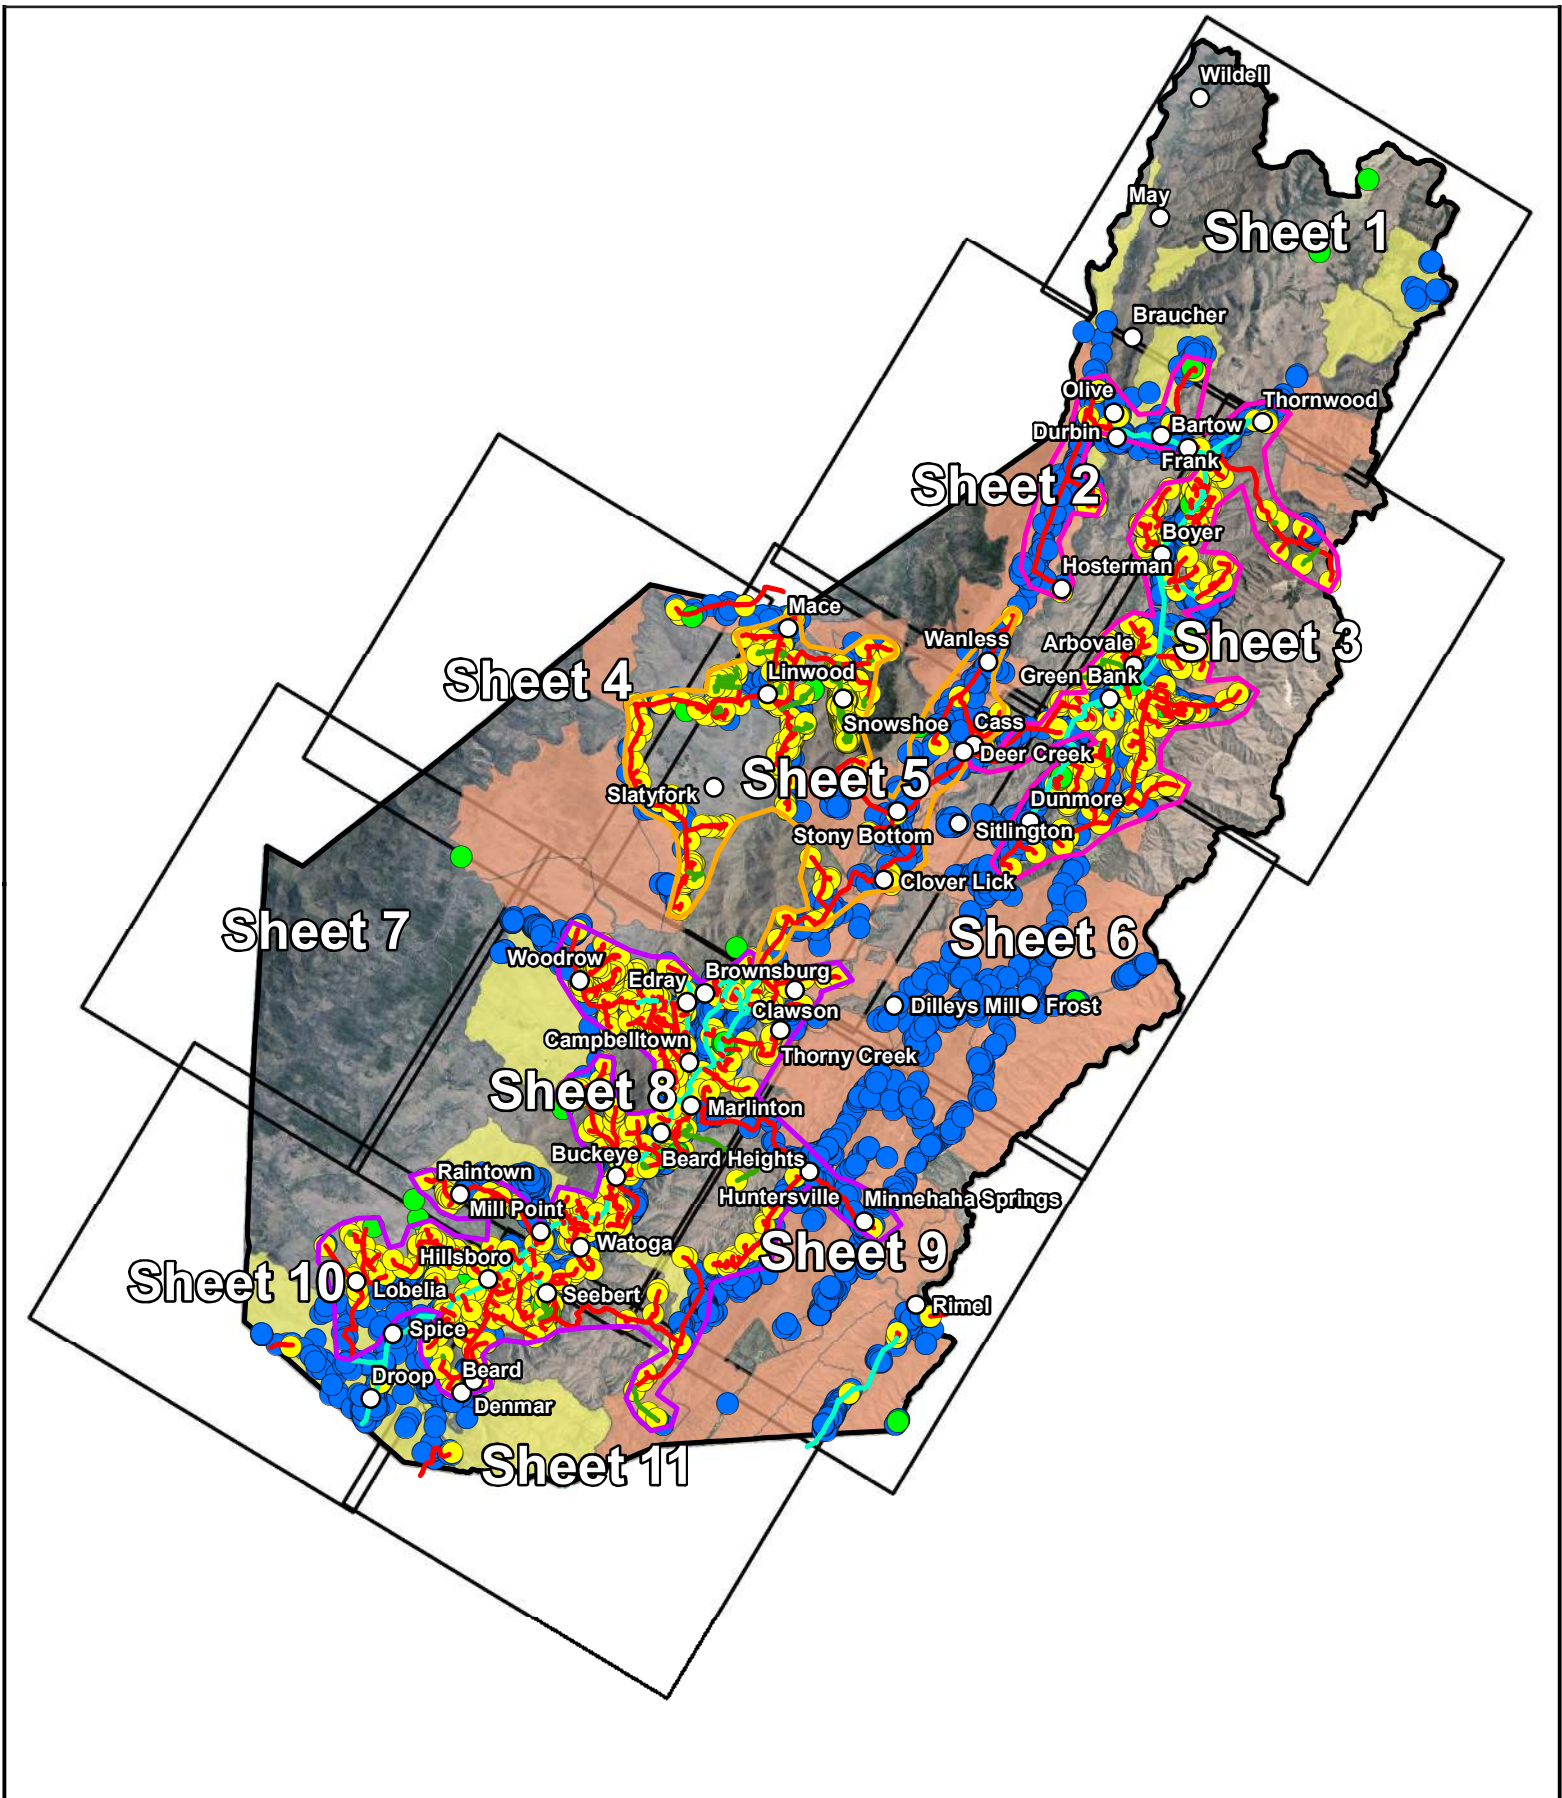 Wildell
May
Sheet 1
Braucher
Olive
Thornwood
Durbin
Bartow
Frank
Sheet 2
Boyer
Hosterman
Mace
Wanless
Arbovale
Sheet 3
Linwood
Green Bank
Sheet 4
Snowshoe
Cass
Deer Creek
Sheet 5
Slatyfork
Dunmore
Stony Bottom
Sitlington
Clover Lick
Sheet 7
Sheet 6
Woodrow
Edray
Brownsburg
Clawson
Dilleys Mill
Frost
Campbelltown
Thorny Creek
Sheet 8
Marlinton
Buckeye
Beard Heights
Raintown
Huntersville
Minnehaha Springs
Mill Point
Watoga
Sheet 9
Hillsboro
Sheet 10
Lobelia
Seebert
Rimel
Spice
Droop
Beard
Denmar
Sheet 11